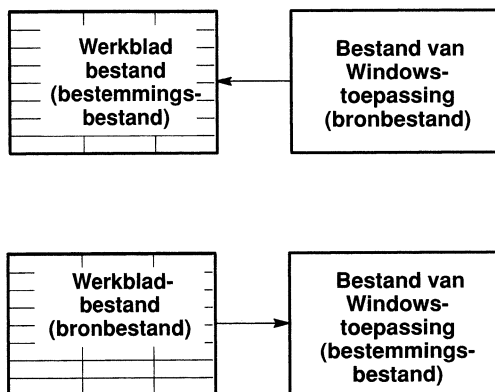 Werkblad
bestand
(bestemmings-
bestand)
Bestand van
Windows-
toepassing
(bronbestand)
Werkblad-
bestand
(bronbestand)
Bestand van
Windows-
toepassing
(bestemmings-
bestand)